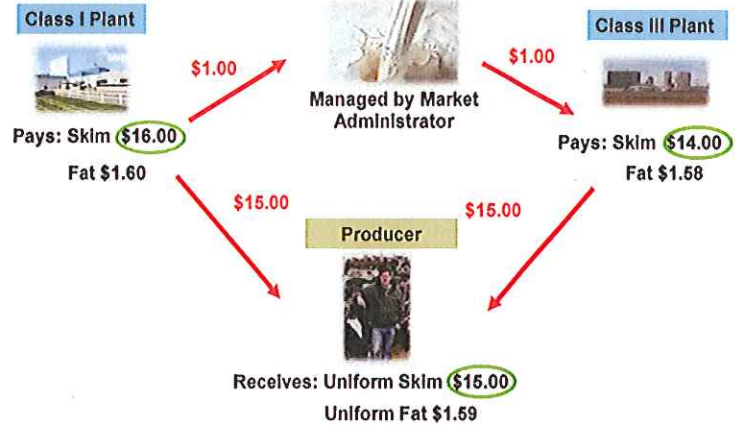 Class I Plant
Class III Plant
$1.00
$1.00
Managed by Market
Administrator
Pays: Skim $16.00
Fat $1.60
Pays: Skim $14.00
Fat $1.58
$15.00
$15.00
Producer
Receives: Uniform Skim $15.00
Uniform Fat $1.59